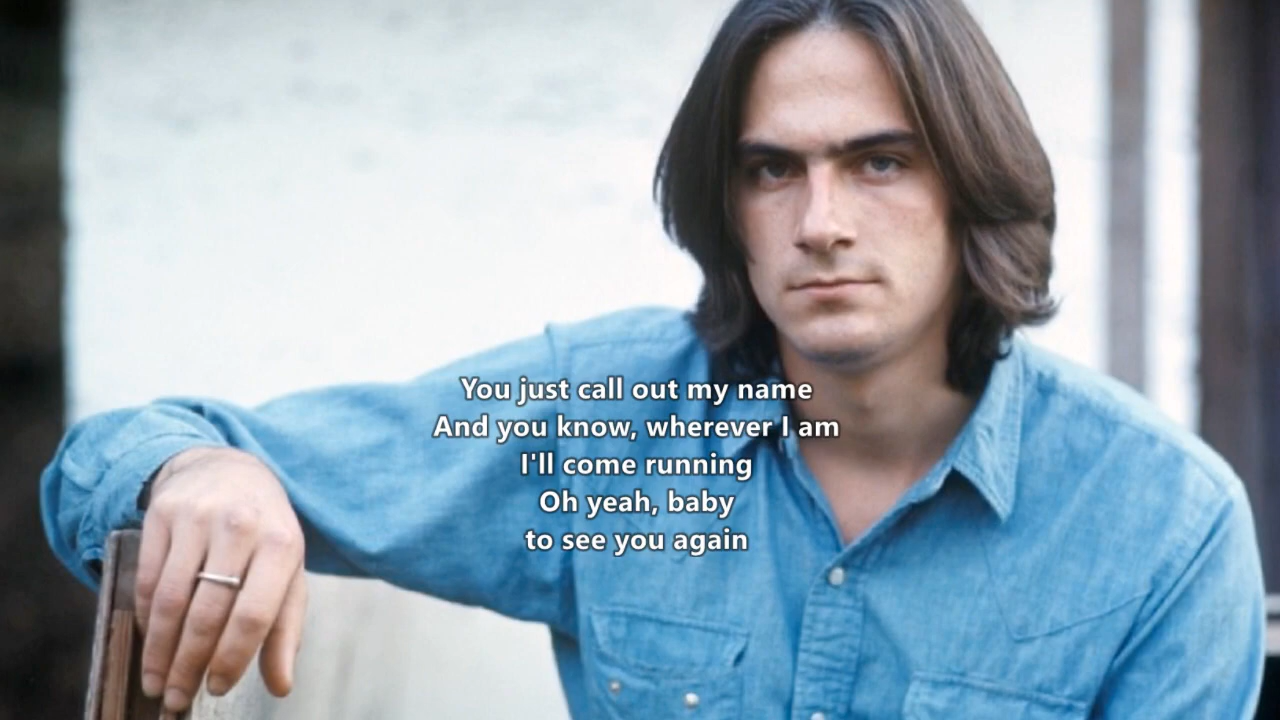 You just call out my name
And you know, wherever I am
I'll come running
Oh yeah, baby
to see you again